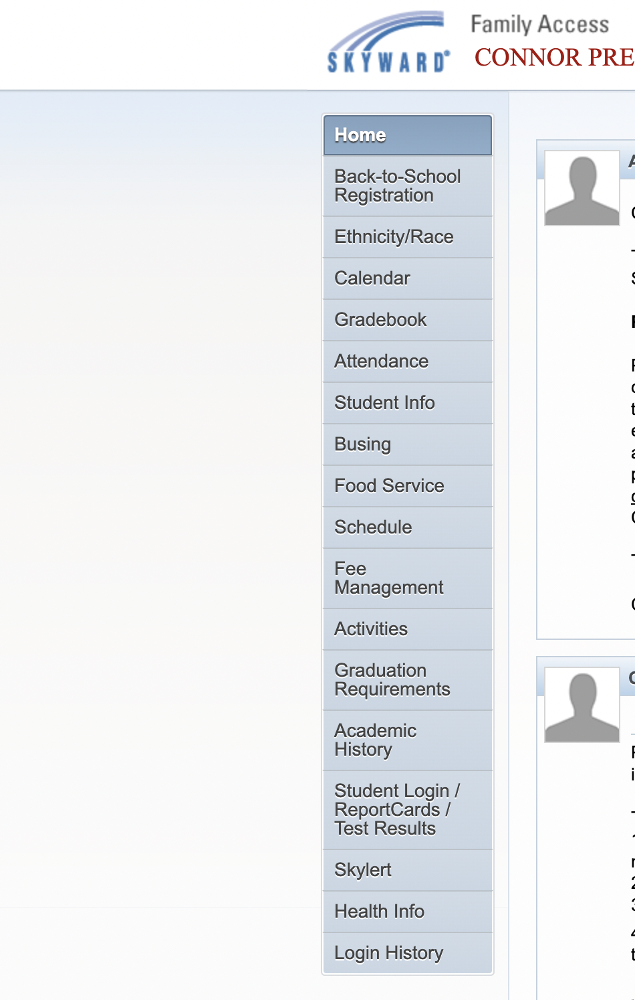 SKYWARD®
Family Access
CONNOR PRE
Home
Back-to-School
Registration
Ethnicity/Race
Calendar
Gradebook
Attendance
Student Info
Busing
Food Service
Schedule
Fee
Management
Activities
Graduation
Requirements
Academic
History
Student Login /
ReportCards /
Test Results
Skylert
Health Info
Login History